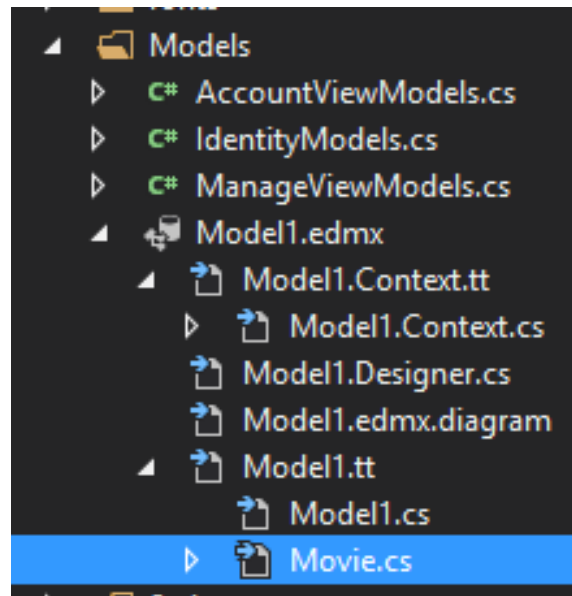 Models
C# AccountViewModels.cs
C# IdentityModels.cs
C# ManageViewModels.cs
Model1.edmx
Model1.Context.tt
Model1.Context.cs
Model1.Designer.cs
Model1.edmx.diagram
Model1.tt
Model1.cs
Movie.cs